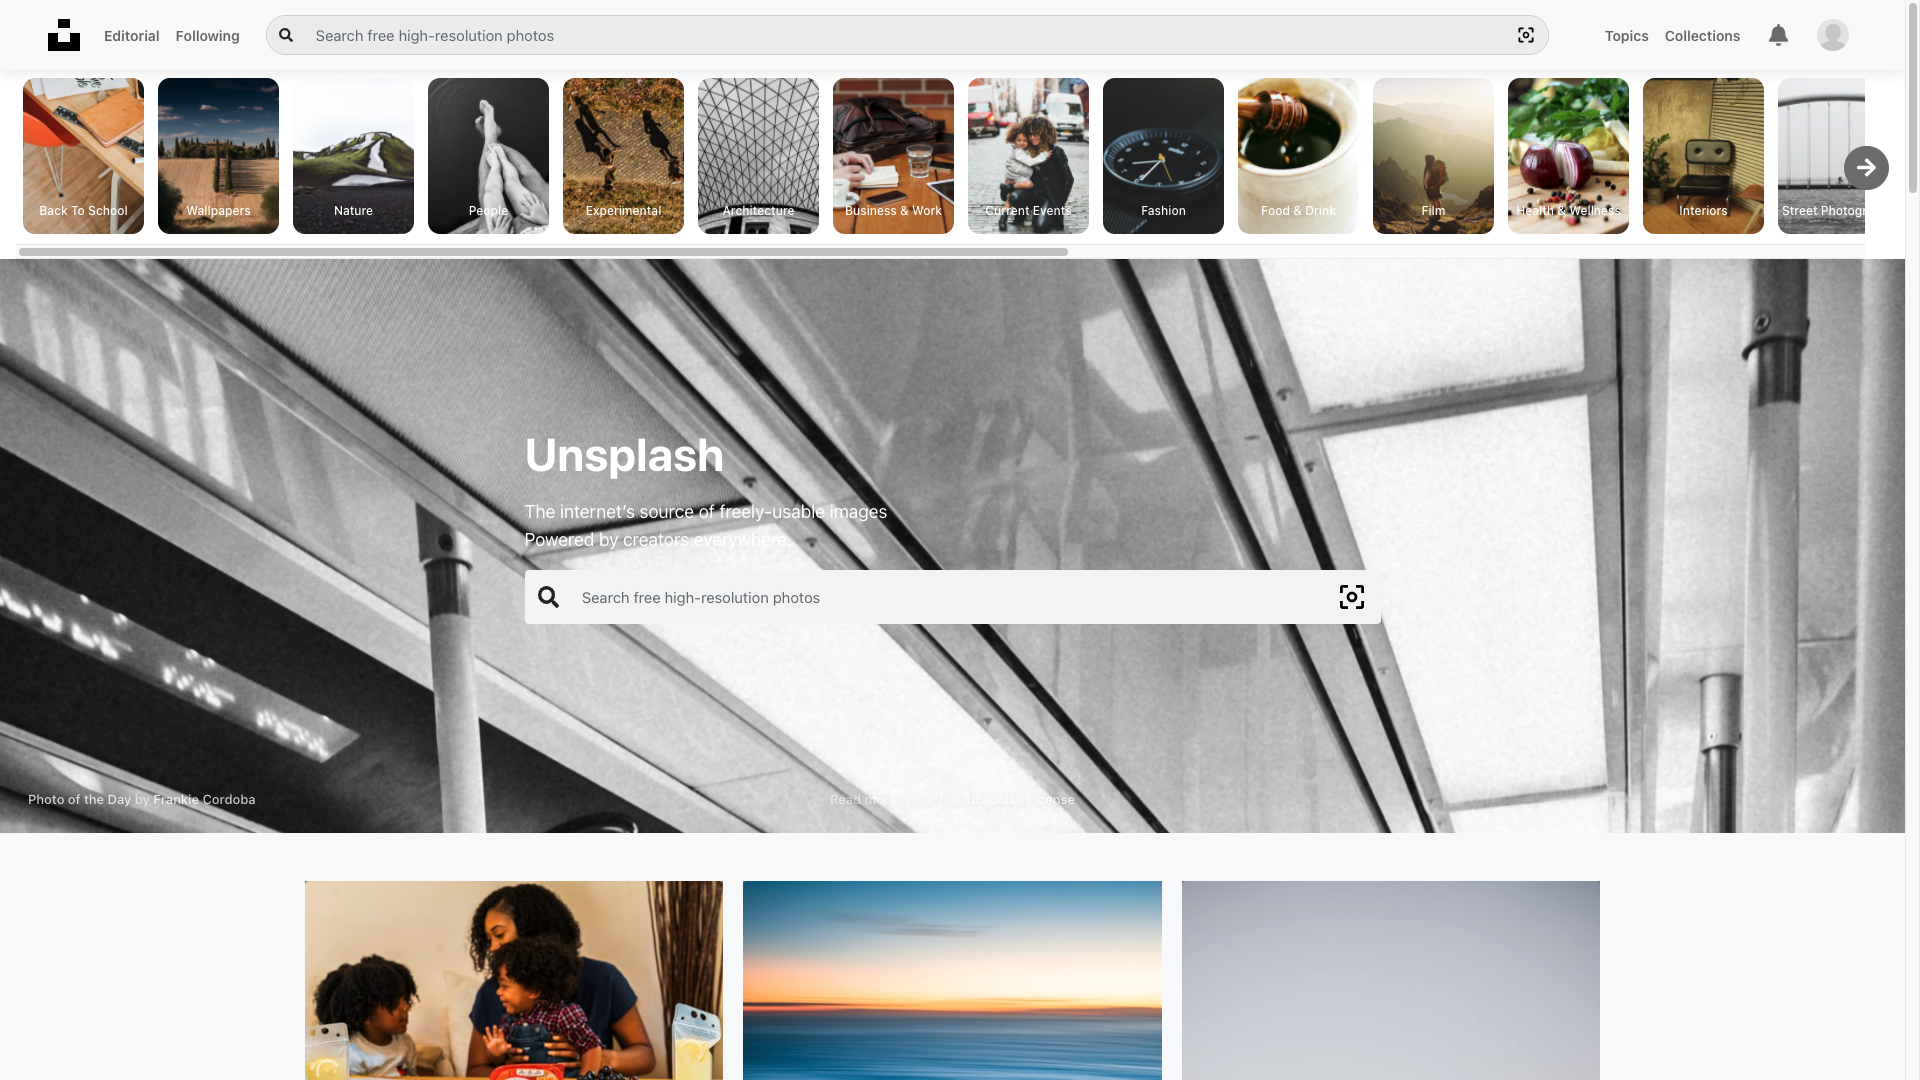 Editorial
Following
Search free high-resolution photos
Topics
Collections
Back To School
Wallpapers
Nature
People
Experimental
Architecture
Business & Work
Current Events
Fashion
Food & Drink
Film
Health & Wellness
Interiors
Street Photogr
Unsplash
The internet's source of freely-usable images
Powered by creators everywhere.
Search free high-resolution photos
Photo of the Day by Frankie Cordoba
Read more about the Unsplash License